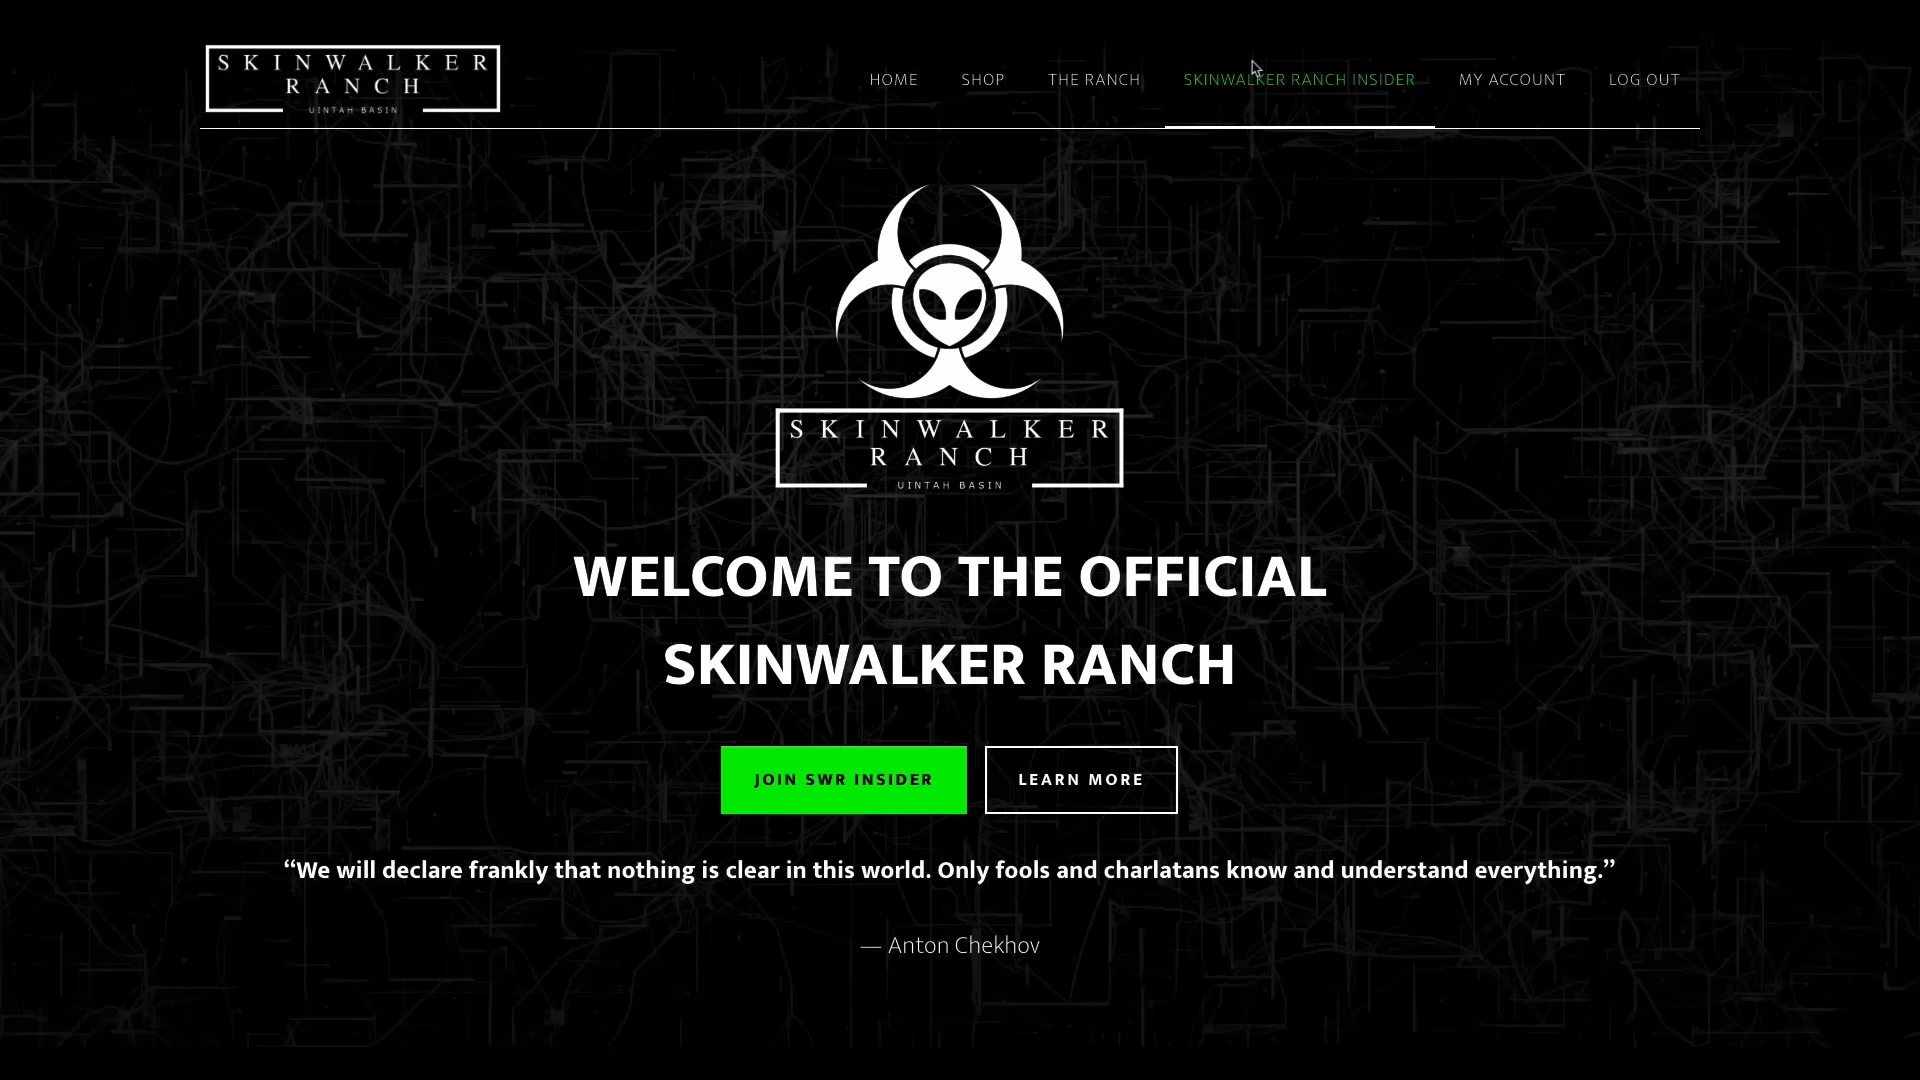 SKINWALKER
RANCH
UINTAH BASIN
HOME SHOP THE RANCH SKINWALKER RANCH INSIDER MY ACCOUNT LOG OUT
SKINWALKER
RANCH
UINTAH BASIN
WELCOME TO THE OFFICIAL
SKINWALKER RANCH
JOIN SWR INSIDER LEARN MORE
“We will declare frankly that nothing is clear in this world. Only fools and charlatans know and understand everything.”
— Anton Chekhov